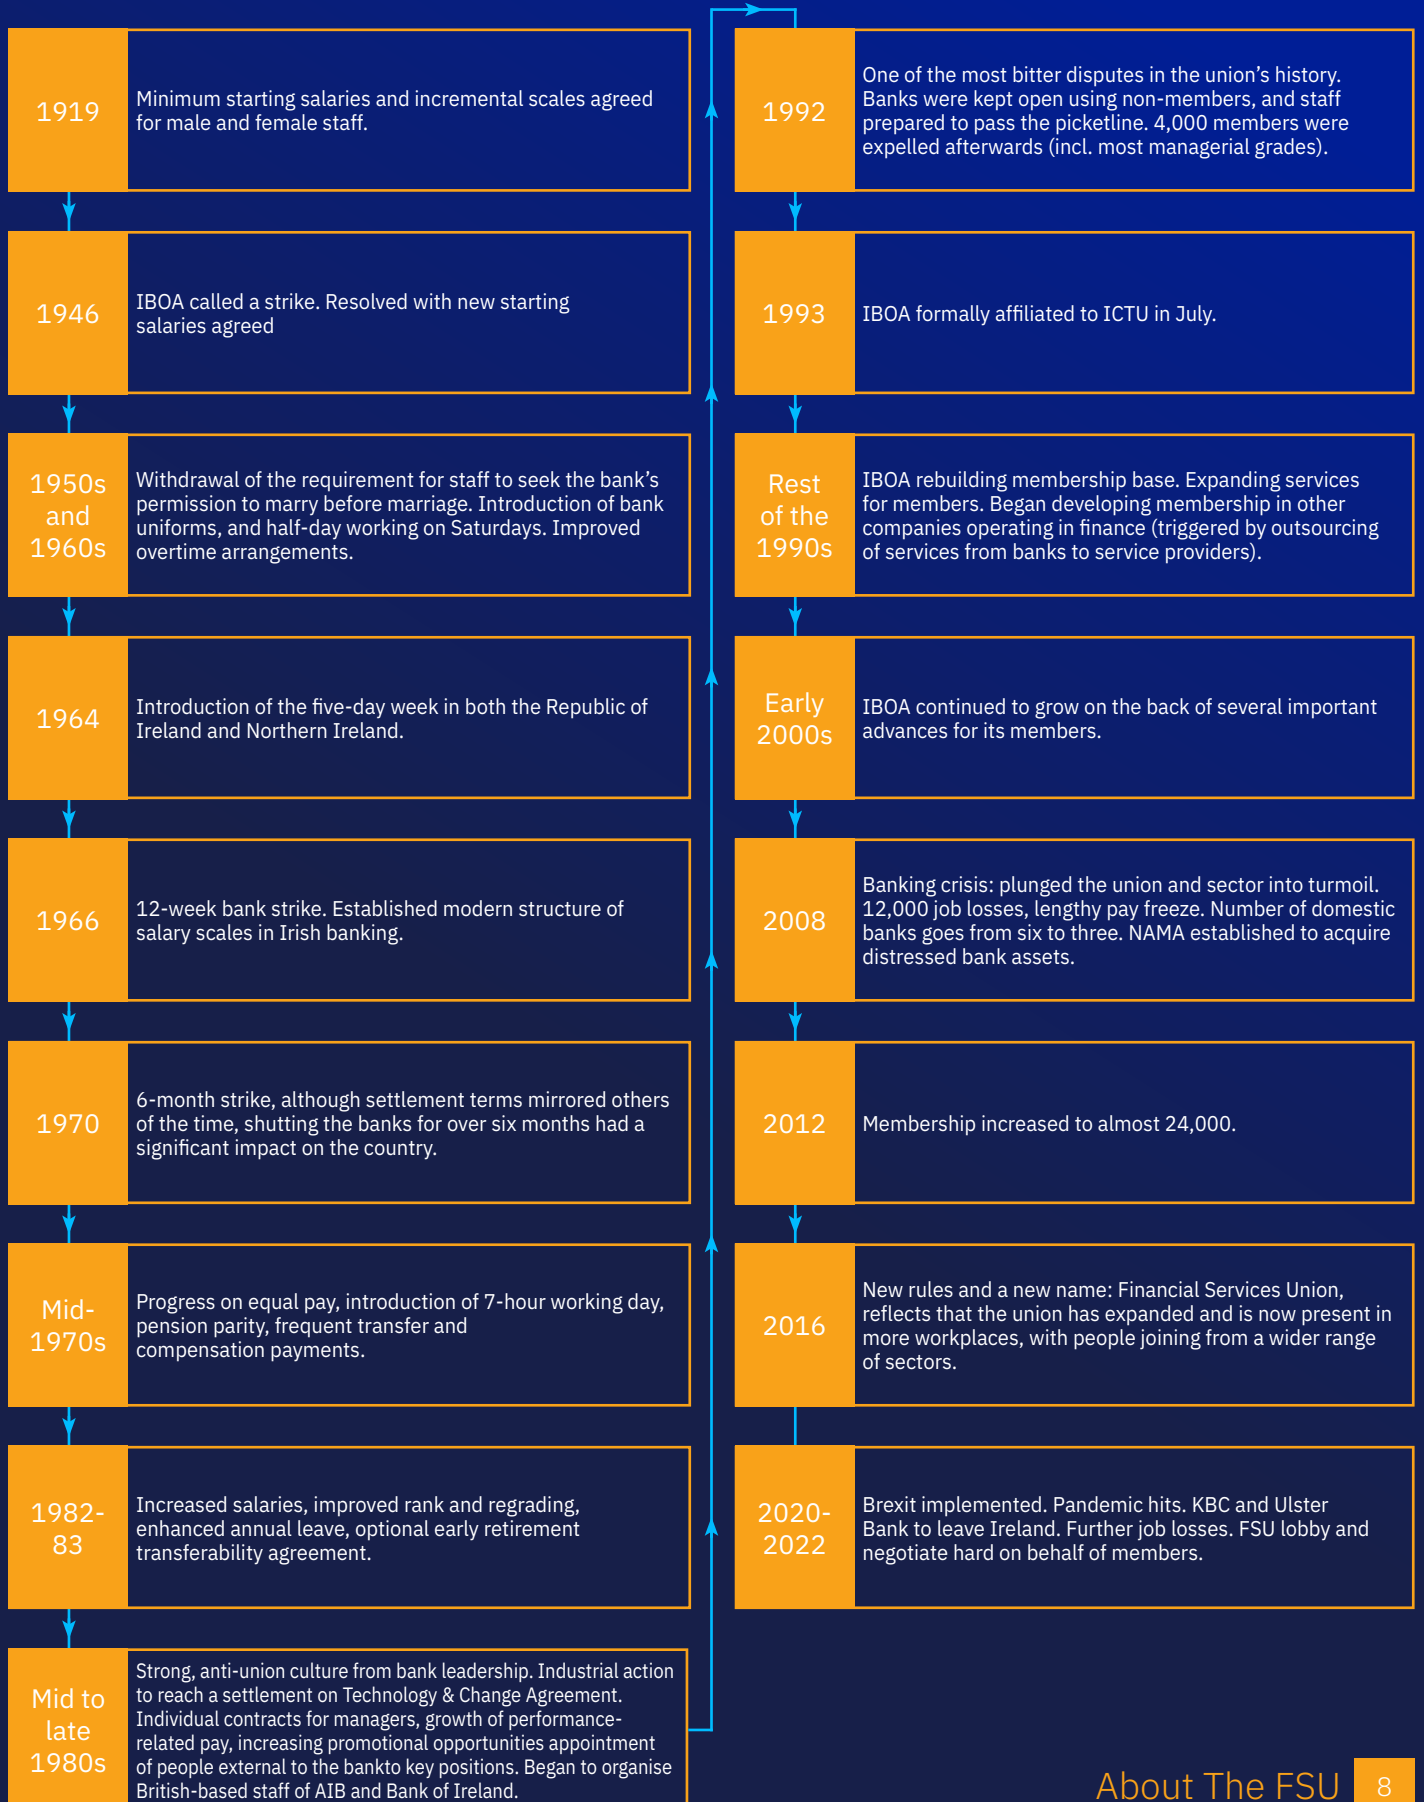 1919
Minimum starting salaries and incremental scales agreed
for male and female staff.
1946
IBOA called a strike. Resolved with new starting
salaries agreed
1950s
and
1960s
Withdrawal of the requirement for staff to seek the bank’s
permission to marry before marriage. Introduction of bank
uniforms, and half-day working on Saturdays. Improved
overtime arrangements.
1964
Introduction of the five-day week in both the Republic of
Ireland and Northern Ireland.
1966
12-week bank strike. Established modern structure of
salary scales in Irish banking.
1970
6-month strike, although settlement terms mirrored others
of the time, shutting the banks for over six months had a
significant impact on the country.
Mid-
1970s
Progress on equal pay, introduction of 7-hour working day,
pension parity, frequent transfer and
compensation payments.
1982-
83
Increased salaries, improved rank and regrading,
enhanced annual leave, optional early retirement
transferability agreement.
Mid to
late
1980s
Strong, anti-union culture from bank leadership. Industrial action
to reach a settlement on Technology & Change Agreement.
Individual contracts for managers, growth of performance-
related pay, increasing promotional opportunities appointment
of people external to the bankto key positions. Began to organise
British-based staff of AIB and Bank of Ireland.
1992
One of the most bitter disputes in the union’s history.
Banks were kept open using non-members, and staff
prepared to pass the picketline. 4,000 members were
expelled afterwards (incl. most managerial grades).
1993
IBOA formally affiliated to ICTU in July.
Rest
of the
1990s
IBOA rebuilding membership base. Expanding services
for members. Began developing membership in other
companies operating in finance (triggered by outsourcing
of services from banks to service providers).
Early
2000s
IBOA continued to grow on the back of several important
advances for its members.
2008
Banking crisis: plunged the union and sector into turmoil.
12,000 job losses, lengthy pay freeze. Number of domestic
banks goes from six to three. NAMA established to acquire
distressed bank assets.
2012
Membership increased to almost 24,000.
2016
New rules and a new name: Financial Services Union,
reflects that the union has expanded and is now present in
more workplaces, with people joining from a wider range
of sectors.
2020-
2022
Brexit implemented. Pandemic hits. KBC and Ulster
Bank to leave Ireland. Further job losses. FSU lobby and
negotiate hard on behalf of members.
About The FSU
8